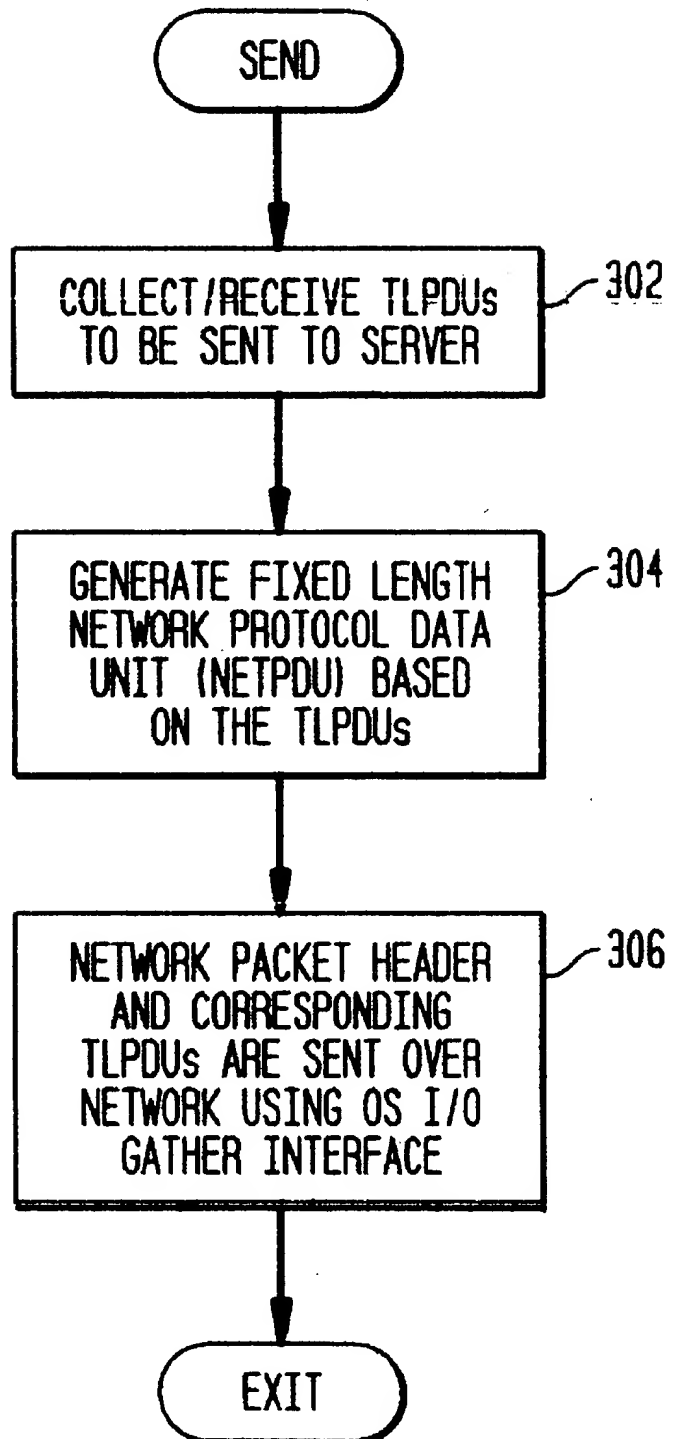 SEND
COLLECT/RECEIVE TLPDUs
TO BE SENT TO SERVER
302
GENERATE FIXED LENGTH
NETWORK PROTOCOL DATA
UNIT (NETPDU) BASED
ON THE TLPDUs
304
NETWORK PACKET HEADER
AND CORRESPONDING
TLPDUs ARE SENT OVER
NETWORK USING OS I/O
GATHER INTERFACE
306
EXIT